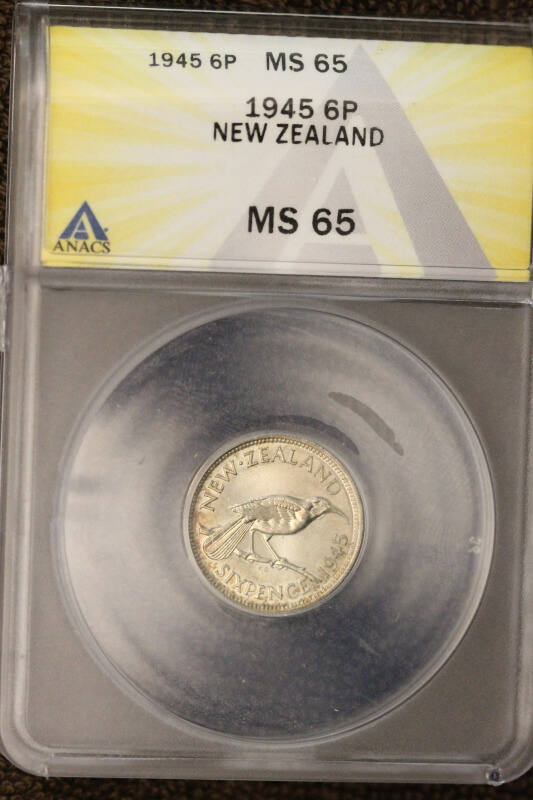 1945 6P MS 65
1945 6P
NEW ZEALAND
MS 65
ANACS
NEW·ZEALAND
SIXPENCE 1945